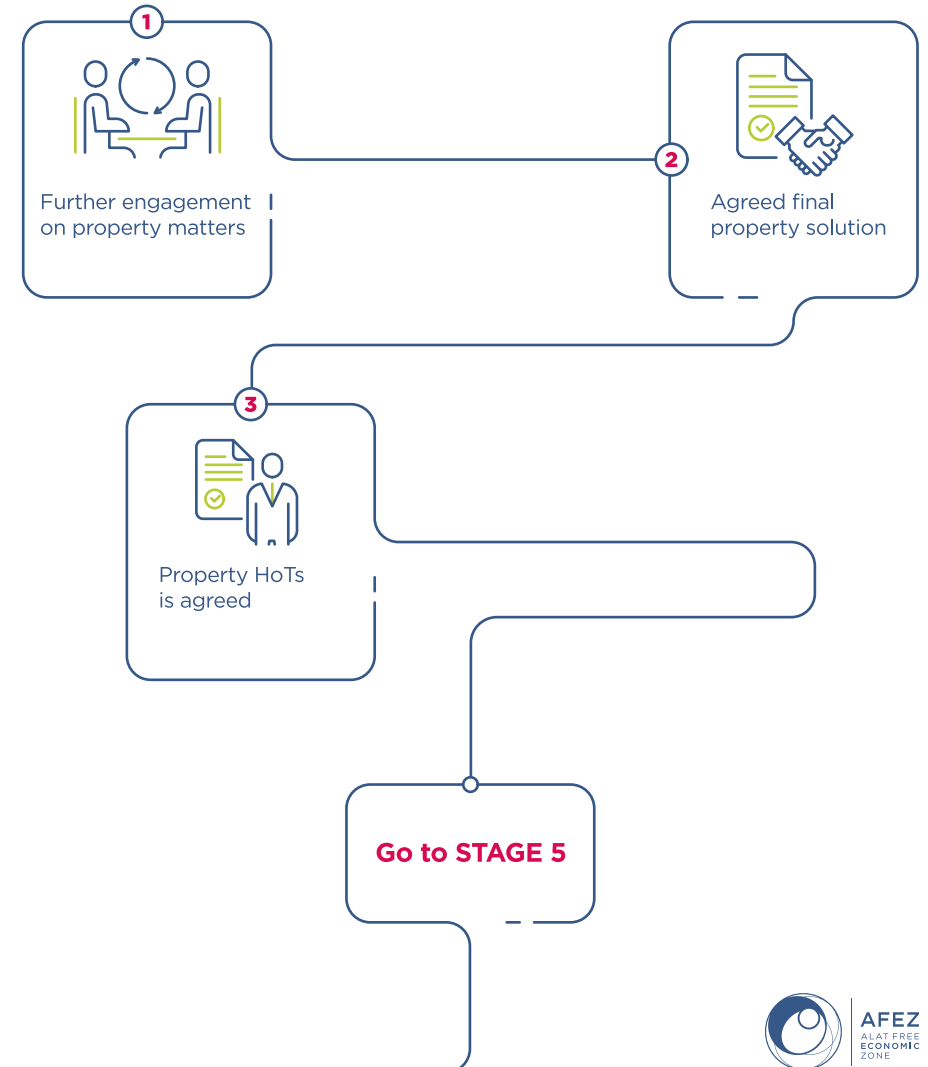 1
Further engagement
on property matters
2
Agreed final
property solution
3
Property HoTs
is agreed
Go to STAGE 5
AFEZ
ALAT FREE
ECONOMIC
ZONE